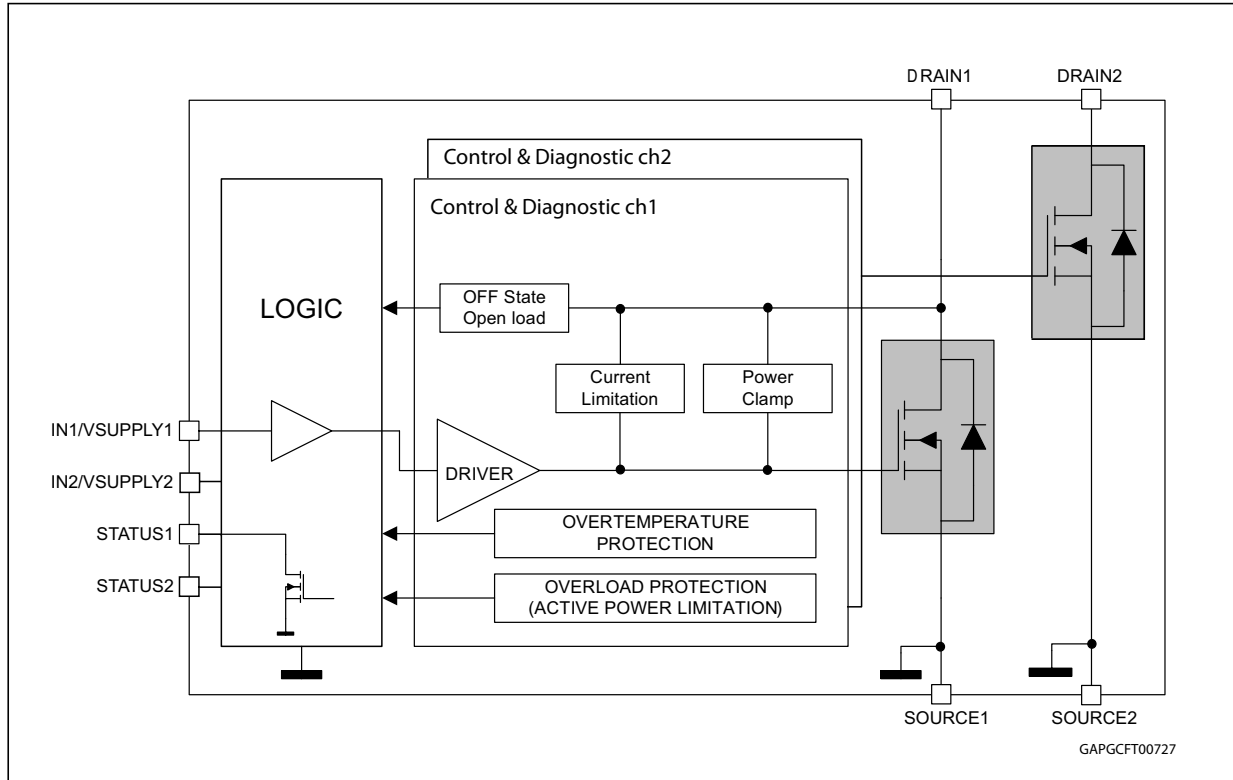 DRAIN1
DRAIN2
Control & Diagnostic ch2
Control & Diagnostic ch1
LOGIC
OFF State
Open load
Current
Limitation
Power
Clamp
IN1/VSUPPLY1
DRIVER
IN2/VSUPPLY2
STATUS1
OVERTEMPERATURE
PROTECTION
STATUS2
OVERLOAD PROTECTION
(ACTIVE POWER LIMITATION)
SOURCE1
SOURCE2
GAPGCFT00727